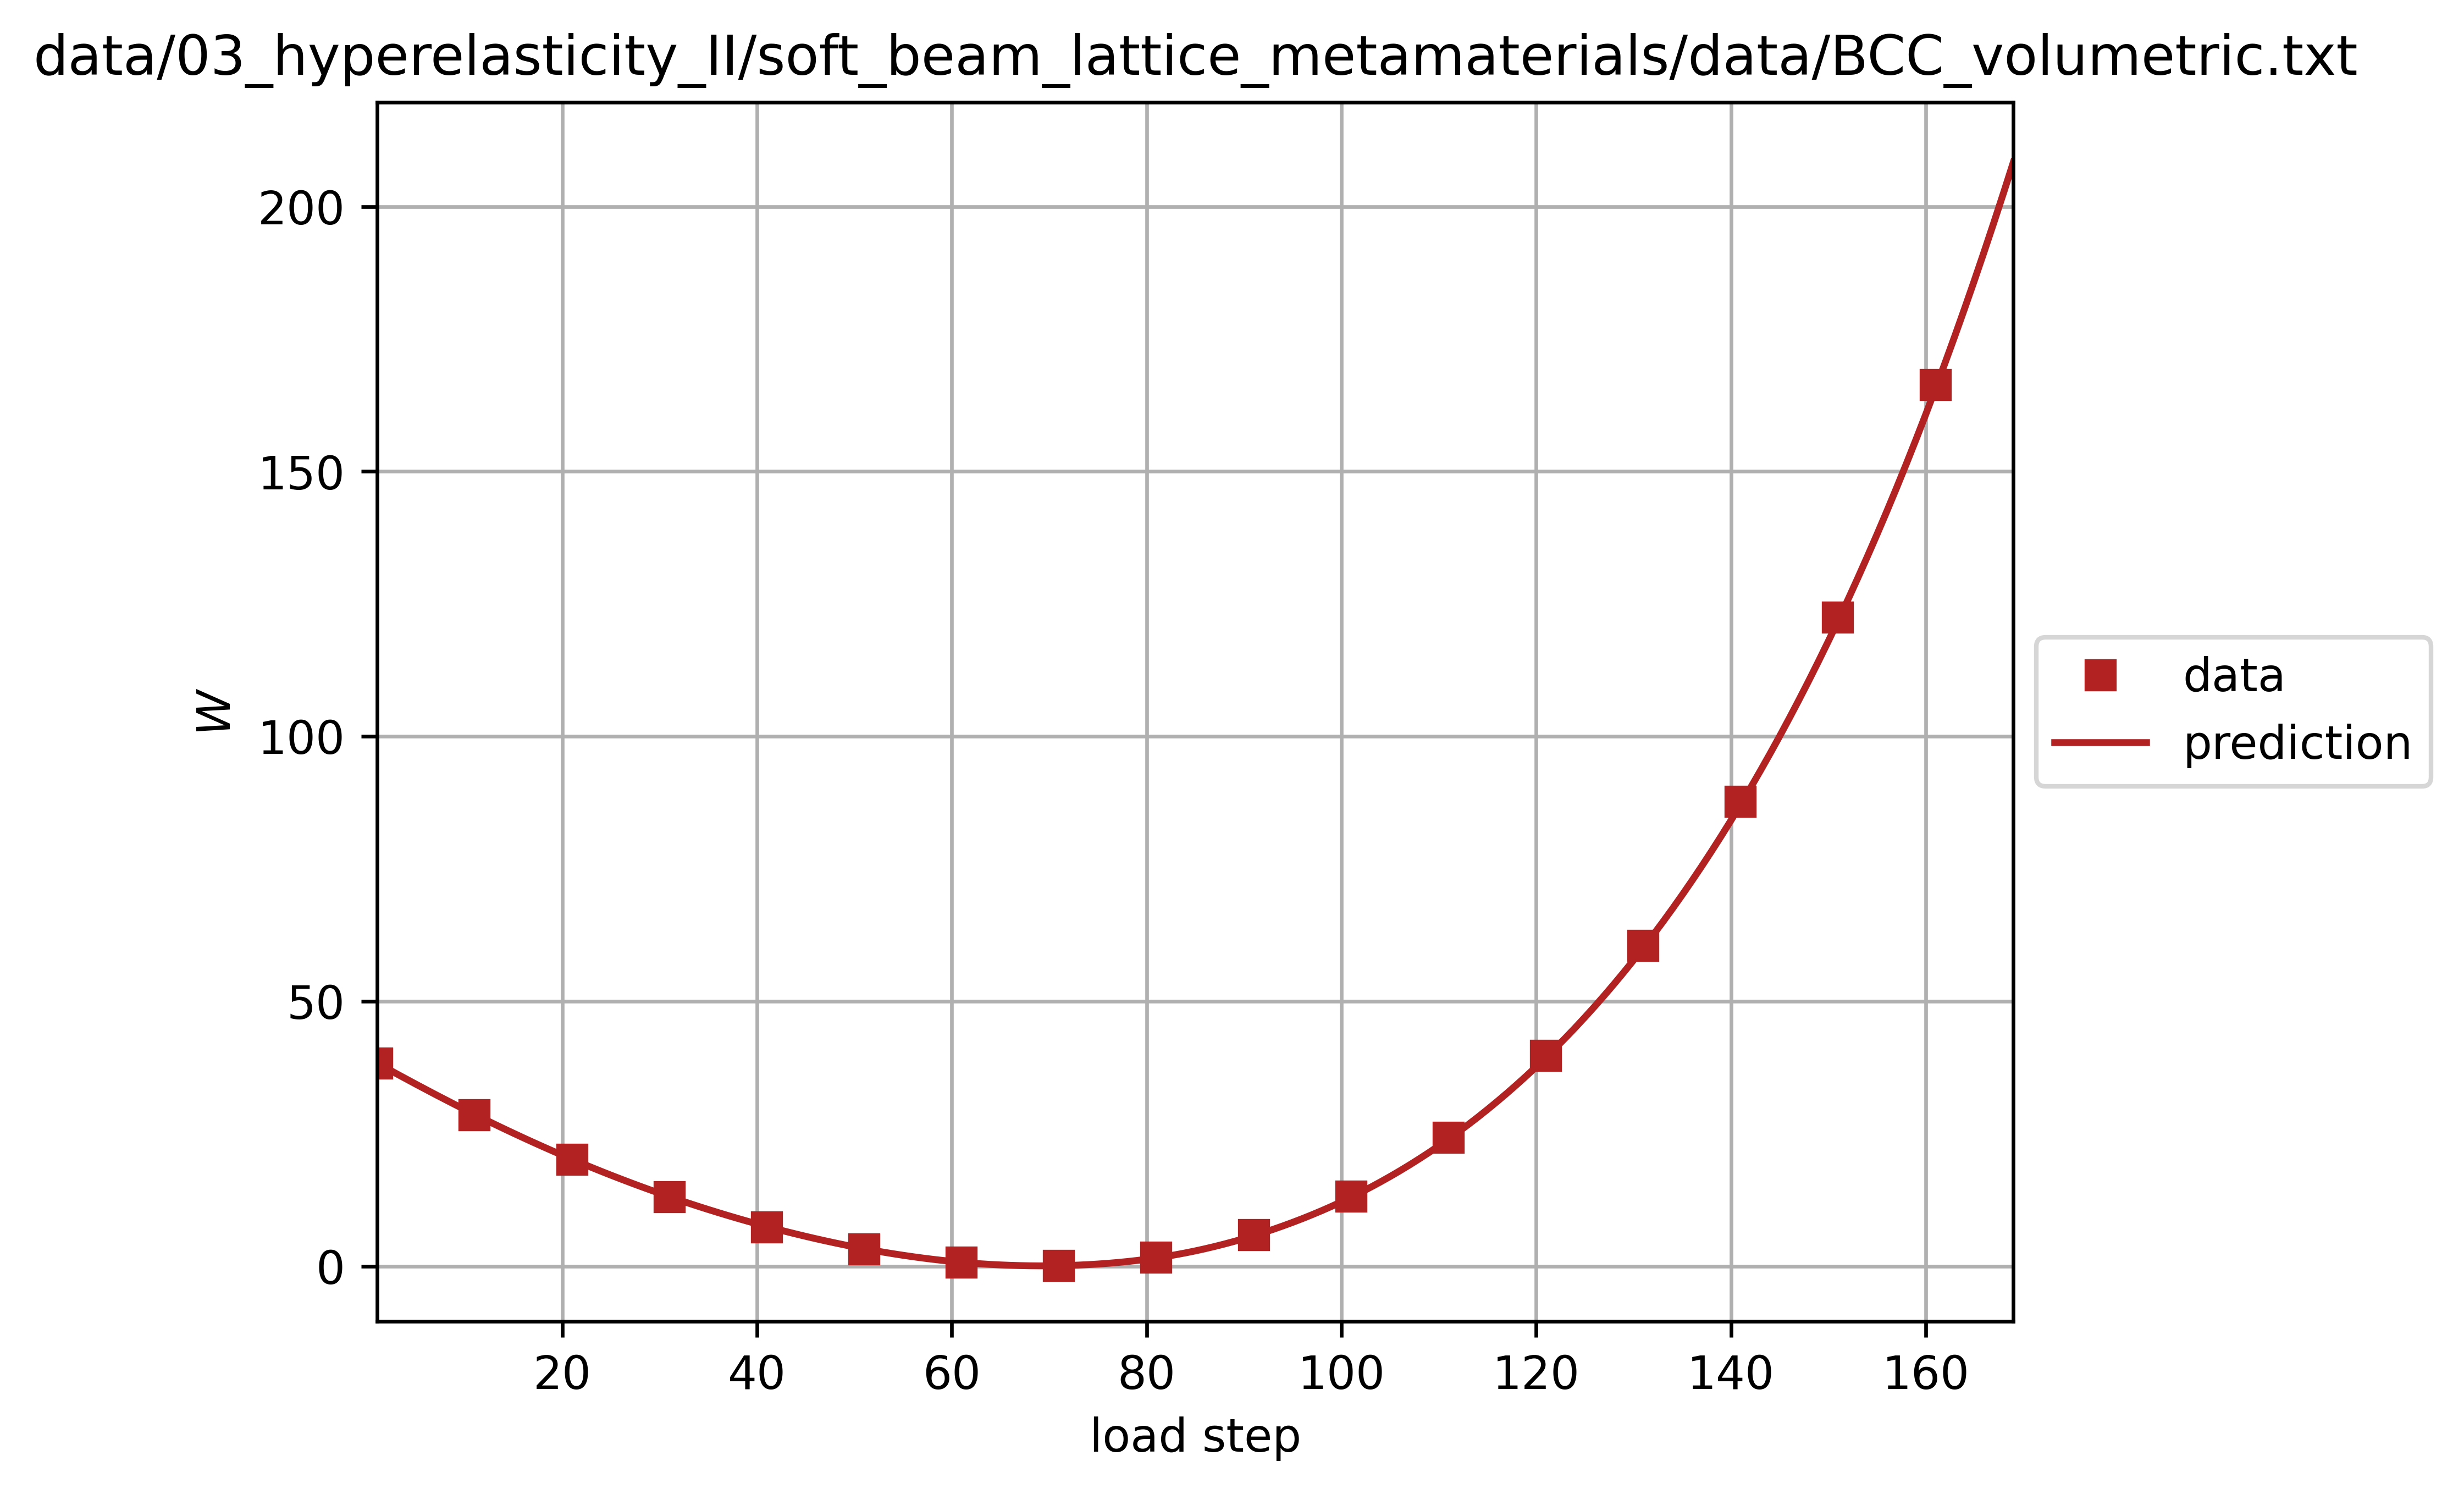 data/03_hyperelasticity_II/soft_beam_lattice_metamaterials/data/BCC_volumetric.txt
200
150
100
50
0
W
20 40 60 80 100 120 140 160
load step
data
prediction